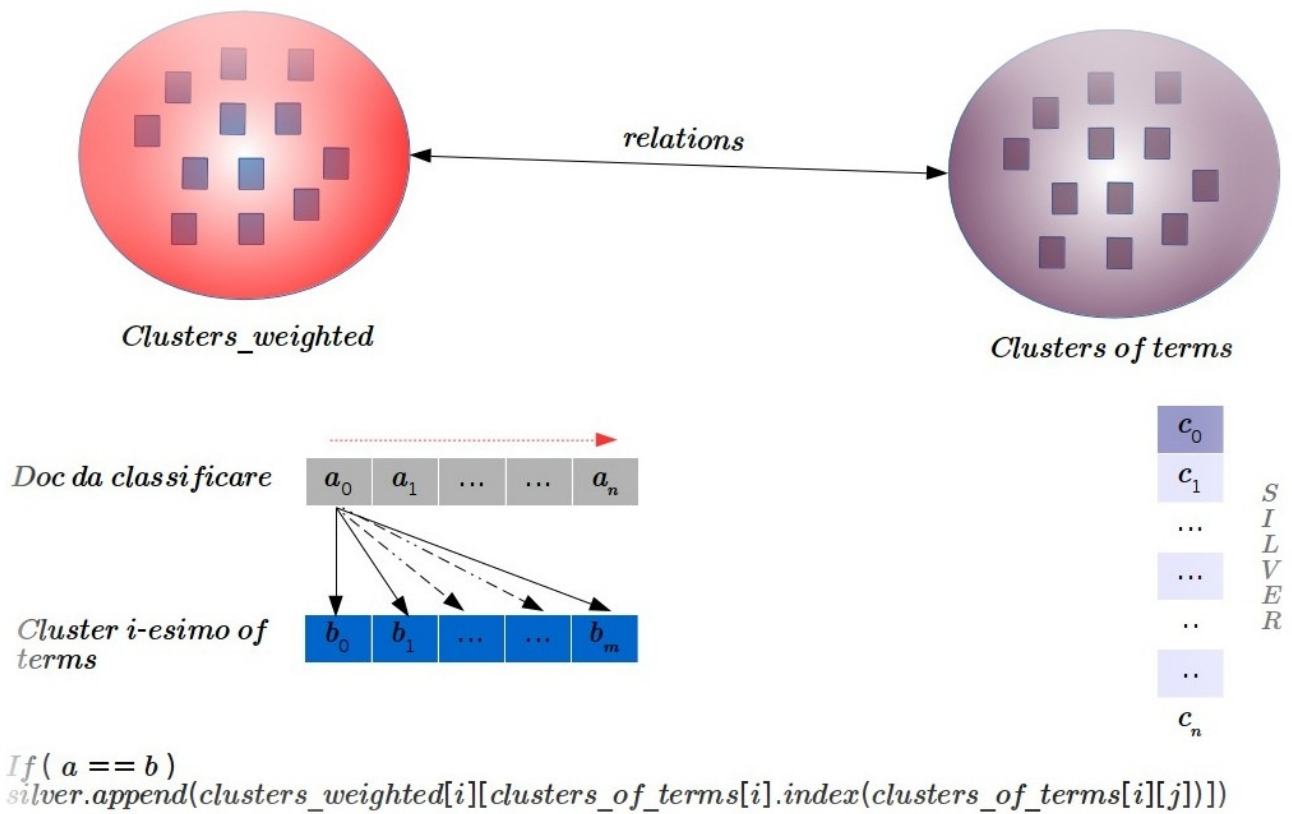 relations
Clusters_weighted
Clusters of terms
Doc da classificare
a0 a1 ... ... an
Cluster i-esimo of
terms
b0 b1 ... ... bm
c0
c1
...
...
..
..
cn
S
I
L
V
E
R
If( a == b )
silver.append(clusters_weighted[i][clusters_of_terms[i].index(clusters_of_terms[i][j])])